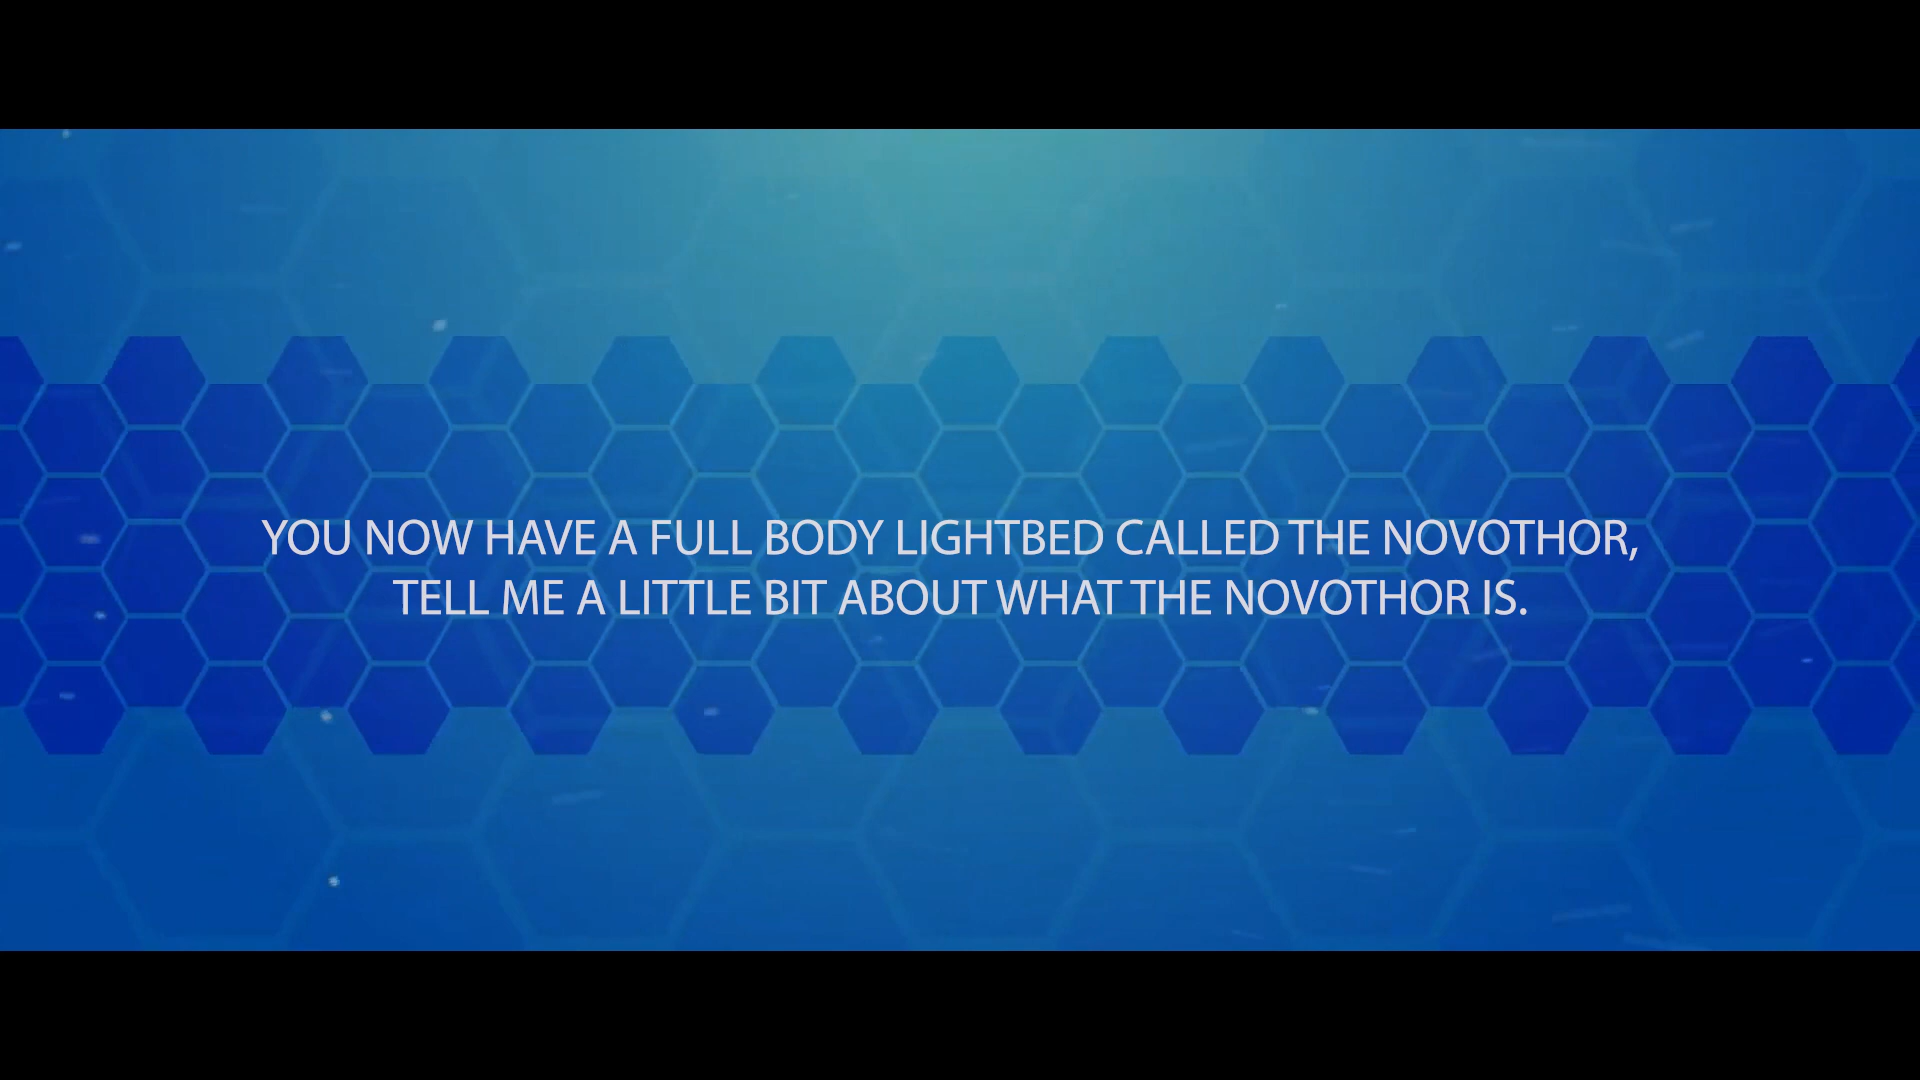 YOU NOW HAVE A FULL BODY LIGHTBED CALLED THE NOVOTHOR,
TELL ME A LITTLE BIT ABOUT WHAT THE NOVOTHOR IS.